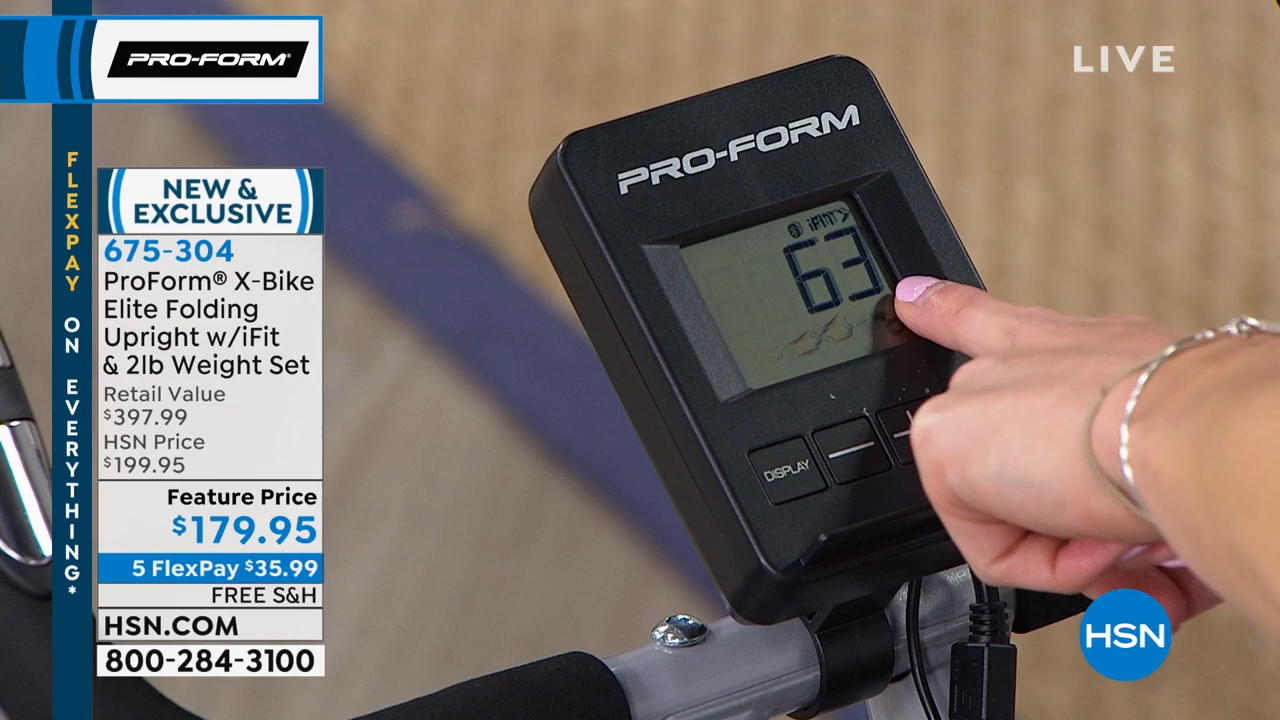 PRO-FORM®
LIVE
FLEXPAY ON EVERYTHING*
NEW &
EXCLUSIVE
675-304
ProForm® X-Bike
Elite Folding
Upright w/iFit
& 2lb Weight Set
Retail Value
$397.99
HSN Price
$199.95
Feature Price
$179.95
5 FlexPay $35.99
FREE S&H
HSN.COM
800-284-3100
PRO-FORM
iFIT
63
DISPLAY
HSN